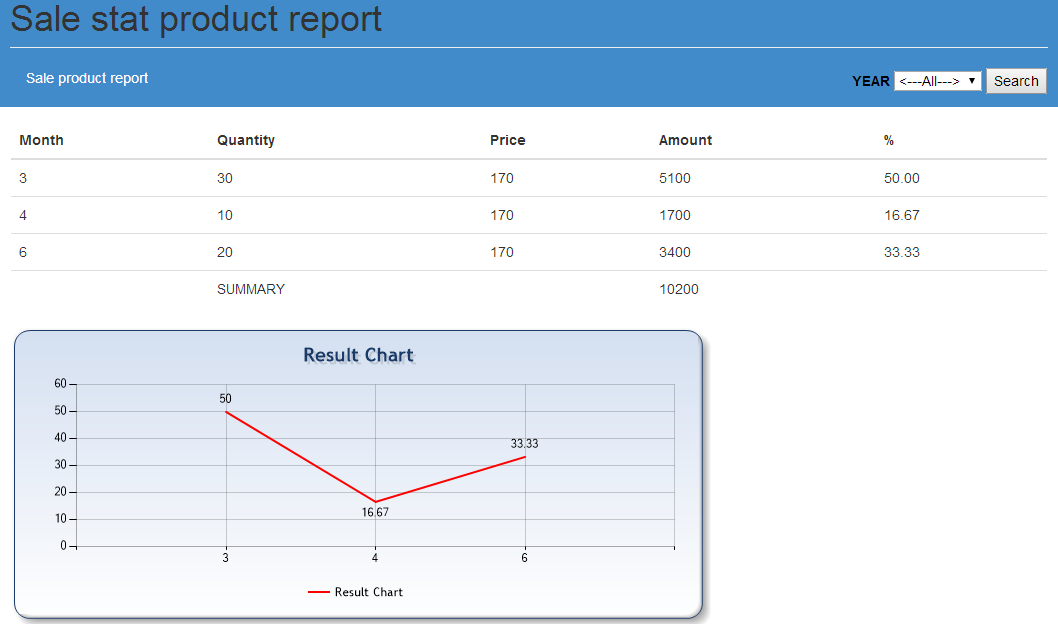 Sale stat product report
Sale product report YEAR <---All---> Search
Month Quantity Price Amount %
3 30 170 5100 50.00
4 10 170 1700 16.67
6 20 170 3400 33.33
SUMMARY 10200
Result Chart
60
50
50
40
33.33
30
20
16.67
10
0
3 4 6
Result Chart